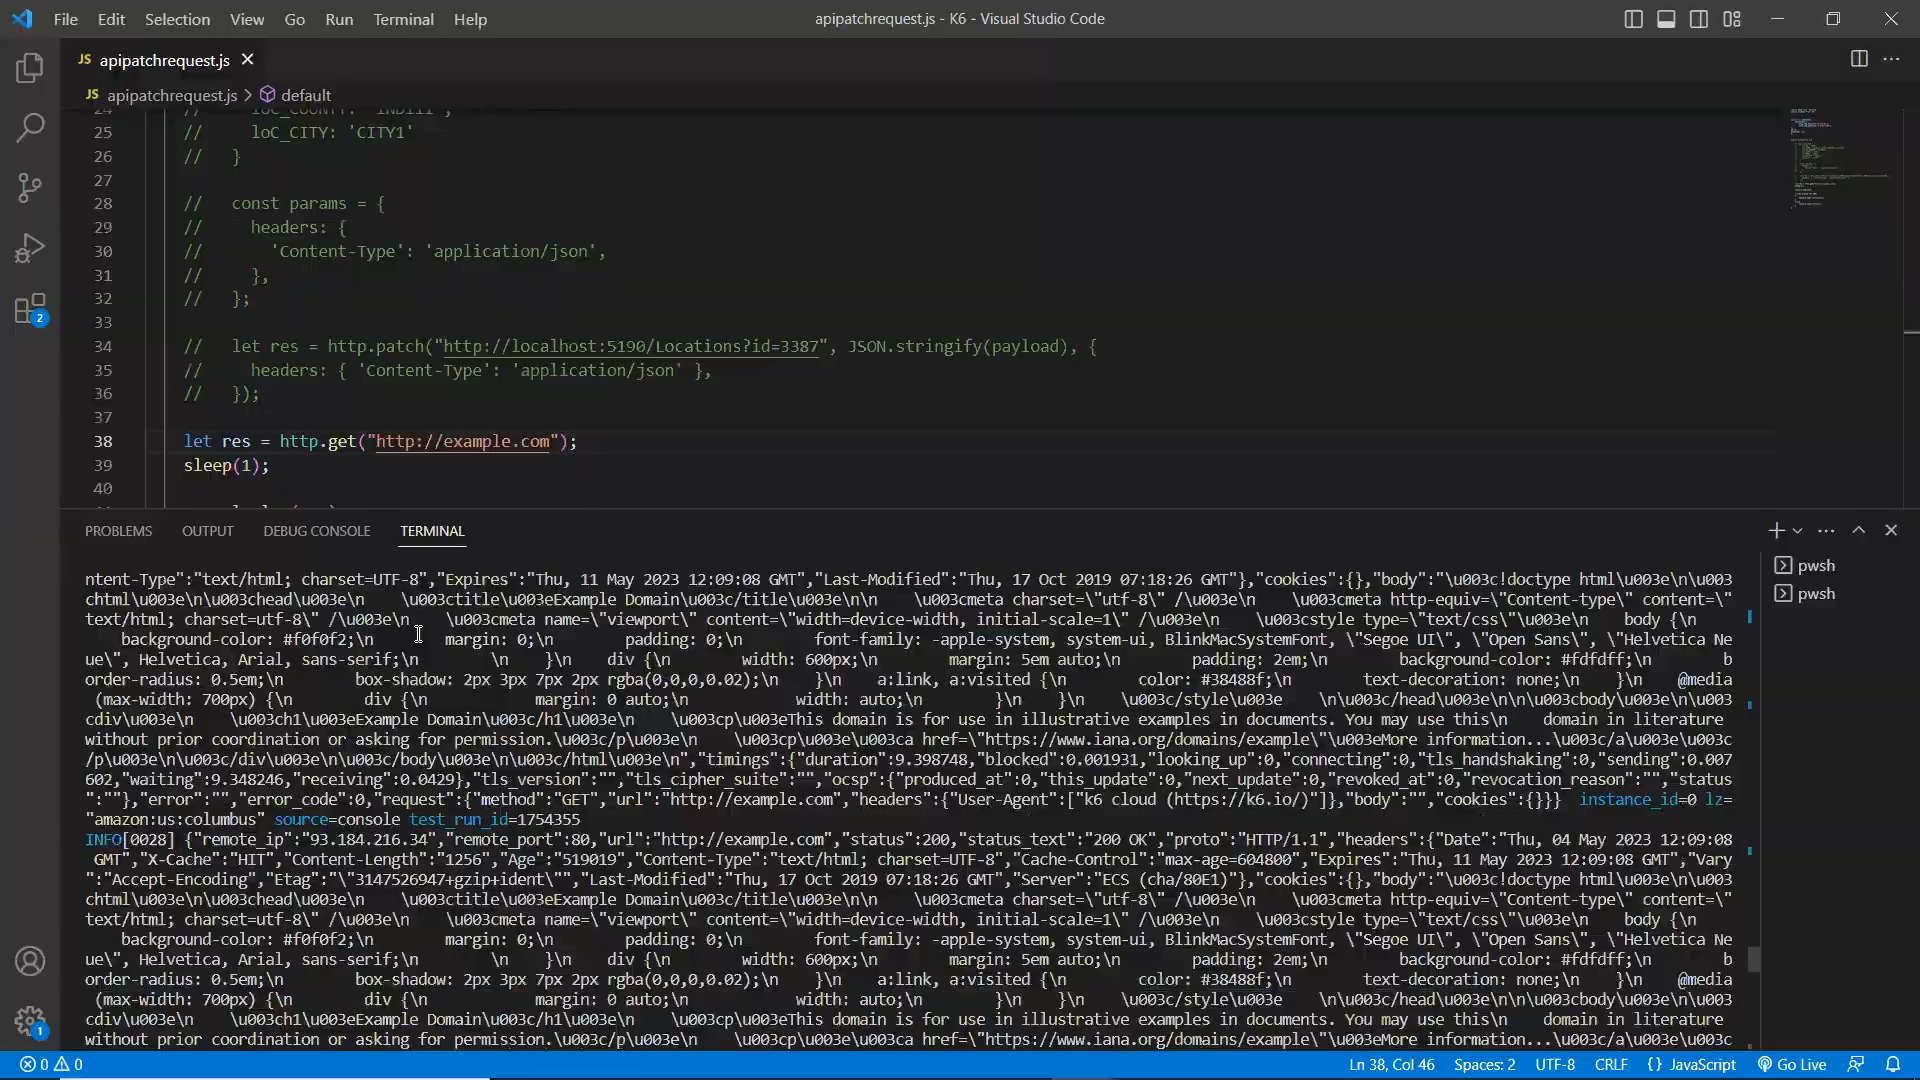 File Edit Selection View Go Run Terminal Help
apipatchrequest.js - K6 - Visual Studio Code
JS apipatchrequest.js
JS apipatchrequest.js > default
25 // loC_CITY: 'CITY1'
26 // }
27
28 // const params = {
29 // headers: {
30 // 'Content-Type': 'application/json',
31 // },
32 // };
33
34 // let res = http.patch("http://localhost:5190/Locations?id=3387", JSON.stringify(payload), {
35 // headers: { 'Content-Type': 'application/json' },
36 // });
37
38 let res = http.get("http://example.com");
39 sleep(1);
40
2
PROBLEMS OUTPUT DEBUG CONSOLE TERMINAL
pwsh
pwsh
ntent-Type":"text/html; charset=UTF-8","Expires":"Thu, 11 May 2023 12:09:08 GMT","Last-Modified":"Thu, 17 Oct 2019 07:18:26 GMT"},"cookies":{},"body":"\u003c!doctype html\u003e\n\u003
chtml\u003e\n\u003chead\u003e\n    \u003ctitle\u003eExample Domain\u003c/title\u003e\n\n    \u003cmeta charset=\"utf-8\" /\u003e\n    \u003cmeta http-equiv=\"Content-type\" content=\"
text/html; charset=utf-8\" /\u003e\n    \u003cmeta name=\"viewport\" content=\"width=device-width, initial-scale=1\" /\u003e\n    \u003cstyle type=\"text/css\"\u003e\n    body {\n
background-color: #f0f0f2;\n        margin: 0;\n        padding: 0;\n        font-family: -apple-system, system-ui, BlinkMacSystemFont, \"Segoe UI\", \"Open Sans\", \"Helvetica Ne
ue\", Helvetica, Arial, sans-serif;\n        \n    }\n    div {\n        width: 600px;\n        margin: 5em auto;\n        padding: 2em;\n        background-color: #fdfdff;\n        b
order-radius: 0.5em;\n        box-shadow: 2px 3px 7px 2px rgba(0,0,0,0.02);\n    }\n    a:link, a:visited {\n        color: #38488f;\n        text-decoration: none;\n    }\n    @media
(max-width: 700px) {\n        div {\n            margin: 0 auto;\n            width: auto;\n        }\n    }\n    \u003c/style\u003e    \n\u003c/head\u003e\n\n\u003cbody\u003e\n\u003
cdiv\u003e\n    \u003ch1\u003eExample Domain\u003c/h1\u003e\n    \u003cp\u003eThis domain is for use in illustrative examples in documents. You may use this\n    domain in literature
without prior coordination or asking for permission.\u003c/p\u003e\n    \u003cp\u003e\u003ca href=\"https://www.iana.org/domains/example\"\u003eMore information...\u003c/a\u003e\u003c
/p\u003e\n\u003c/div\u003e\n\u003c/body\u003e\n\u003c/html\u003e\n","timings":{"duration":9.398748,"blocked":0.001931,"looking_up":0,"connecting":0,"tls_handshaking":0,"sending":0.007
602,"waiting":9.348246,"receiving":0.0429},"tls_version":"","tls_cipher_suite":"","ocsp":{"produced_at":0,"this_update":0,"next_update":0,"revoked_at":0,"revocation_reason":"","status
":""},"error":"","error_code":0,"request":{"method":"GET","url":"http://example.com","headers":{"User-Agent":["k6 cloud (https://k6.io/)"]},"body":"","cookies":{}}}  instance_id=0 lz=
"amazon:us:columbus" source=console test_run_id=1754355
INFO[0028] {"remote_ip":"93.184.216.34","remote_port":80,"url":"http://example.com","status":200,"status_text":"200 OK","proto":"HTTP/1.1","headers":{"Date":"Thu, 04 May 2023 12:09:08
GMT","X-Cache":"HIT","Content-Length":"1256","Age":"519019","Content-Type":"text/html; charset=UTF-8","Cache-Control":"max-age=604800","Expires":"Thu, 11 May 2023 12:09:08 GMT","Vary
":"Accept-Encoding","Etag":"\"3147526947+gzip+ident\"","Last-Modified":"Thu, 17 Oct 2019 07:18:26 GMT","Server":"ECS (cha/80E1)"},"cookies":{},"body":"\u003c!doctype html\u003e\n\u003
chtml\u003e\n\u003chead\u003e\n    \u003ctitle\u003eExample Domain\u003c/title\u003e\n\n    \u003cmeta charset=\"utf-8\" /\u003e\n    \u003cmeta http-equiv=\"Content-type\" content=\"
text/html; charset=utf-8\" /\u003e\n    \u003cmeta name=\"viewport\" content=\"width=device-width, initial-scale=1\" /\u003e\n    \u003cstyle type=\"text/css\"\u003e\n    body {\n
background-color: #f0f0f2;\n        margin: 0;\n        padding: 0;\n        font-family: -apple-system, system-ui, BlinkMacSystemFont, \"Segoe UI\", \"Open Sans\", \"Helvetica Ne
ue\", Helvetica, Arial, sans-serif;\n        \n    }\n    div {\n        width: 600px;\n        margin: 5em auto;\n        padding: 2em;\n        background-color: #fdfdff;\n        b
order-radius: 0.5em;\n        box-shadow: 2px 3px 7px 2px rgba(0,0,0,0.02);\n    }\n    a:link, a:visited {\n        color: #38488f;\n        text-decoration: none;\n    }\n    @media
(max-width: 700px) {\n        div {\n            margin: 0 auto;\n            width: auto;\n        }\n    }\n    \u003c/style\u003e    \n\u003c/head\u003e\n\n\u003cbody\u003e\n\u003
cdiv\u003e\n    \u003ch1\u003eExample Domain\u003c/h1\u003e\n    \u003cp\u003eThis domain is for use in illustrative examples in documents. You may use this\n    domain in literature
without prior coordination or asking for permission.\u003c/p\u003e\n    \u003cp\u003e\u003ca href=\"https://www.iana.org/domains/example\"\u003eMore information...\u003c/a\u003e\u003c
1
0 0 Ln 38, Col 46 Spaces: 2 UTF-8 CRLF {} JavaScript Go Live